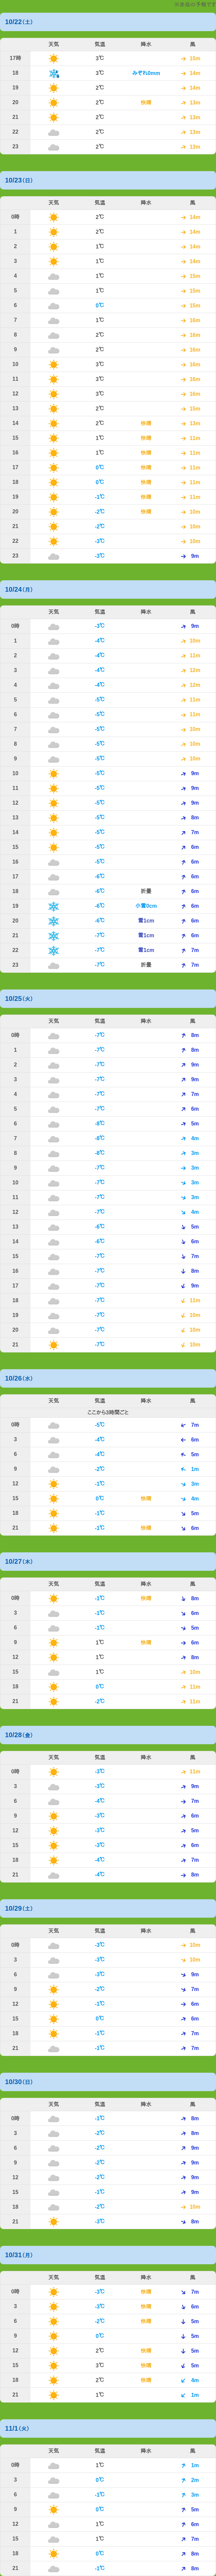 ※頂点の予報です
10/22(土)
天気 気温 降水 風
17時 3℃ 15m
18 3℃ みぞれ0mm 14m
19 2℃ 14m
20 2℃ 快晴 15m
21 2℃ 13m
22 2℃ 13m
23 2℃ 13m
10/23(日)
天気 気温 降水 風
0時 2℃ 14m
1 2℃ 14m
2 1℃ 14m
3 1℃ 14m
4 1℃ 15m
5 1℃ 15m
6 0℃ 15m
7 1℃ 16m
8 2℃ 16m
9 2℃ 16m
10 3℃ 16m
11 3℃ 16m
12 3℃ 16m
13 2℃ 15m
14 2℃ 快晴 13m
15 1℃ 快晴 11m
16 1℃ 快晴 11m
17 0℃ 快晴 11m
18 0℃ 快晴 11m
19 -1℃ 快晴 11m
20 -2℃ 快晴 10m
21 -2℃ 10m
22 -3℃ 10m
23 -3℃ 9m
10/24(月)
天気 気温 降水 風
0時 -3℃ 9m
1 -4℃ 10m
2 -4℃ 11m
3 -4℃ 12m
4 -4℃ 12m
5 -5℃ 11m
6 -5℃ 11m
7 -5℃ 10m
8 -5℃ 10m
9 -5℃ 10m
10 -5℃ 9m
11 -5℃ 9m
12 -5℃ 9m
13 -5℃ 8m
14 -5℃ 7m
15 -5℃ 6m
16 -5℃ 6m
17 -6℃ 6m
18 -6℃ 折曇 6m
19 -6℃ 小雪0cm 6m
20 -6℃ 雪1cm 6m
21 -7℃ 雪1cm 6m
22 -7℃ 雪1cm 7m
23 -7℃ 折曇 7m
10/25(火)
天気 気温 降水 風
0時 -7℃ 8m
1 -7℃ 8m
2 -7℃ 9m
3 -7℃ 9m
4 -7℃ 7m
5 -7℃ 6m
6 -8℃ 5m
7 -8℃ 4m
8 -8℃ 3m
9 -7℃ 3m
10 -7℃ 3m
11 -7℃ 3m
12 -7℃ 4m
13 -6℃ 5m
14 -6℃ 6m
15 -7℃ 7m
16 -7℃ 8m
17 -7℃ 9m
18 -7℃ 11m
19 -7℃ 10m
20 -7℃ 10m
21 -7℃ 10m
10/26(水)
天気 気温 降水 風
ここから3時間ごと
0時 -5℃ 7m
3 -4℃ 6m
6 -4℃ 5m
9 -2℃ 1m
12 -1℃ 3m
15 0℃ 快晴 4m
18 -1℃ 5m
21 -1℃ 快晴 6m
10/27(木)
天気 気温 降水 風
0時 -1℃ 快晴 8m
3 -1℃ 6m
6 -1℃ 5m
9 1℃ 快晴 6m
12 1℃ 8m
15 1℃ 10m
18 0℃ 11m
21 -2℃ 11m
10/28(金)
天気 気温 降水 風
0時 -3℃ 11m
3 -3℃ 9m
6 -4℃ 7m
9 -3℃ 6m
12 -3℃ 5m
15 -3℃ 6m
18 -4℃ 7m
21 -4℃ 8m
10/29(土)
天気 気温 降水 風
0時 -3℃ 10m
3 -3℃ 10m
6 -3℃ 9m
9 -2℃ 7m
12 -1℃ 6m
15 0℃ 6m
18 -1℃ 7m
21 -1℃ 7m
10/30(日)
天気 気温 降水 風
0時 -1℃ 8m
3 -2℃ 8m
6 -2℃ 9m
9 -2℃ 9m
12 -2℃ 9m
15 -1℃ 9m
18 -2℃ 10m
21 -3℃ 8m
10/31(月)
天気 気温 降水 風
0時 -3℃ 快晴 7m
3 -3℃ 快晴 6m
6 -2℃ 快晴 5m
9 0℃ 5m
12 2℃ 快晴 5m
15 3℃ 快晴 5m
18 2℃ 快晴 4m
21 1℃ 1m
11/1(火)
天気 気温 降水 風
0時 1℃ 1m
3 0℃ 2m
6 -1℃ 3m
9 0℃ 5m
12 1℃ 6m
15 1℃ 7m
18 0℃ 8m
21 -1℃ 8m